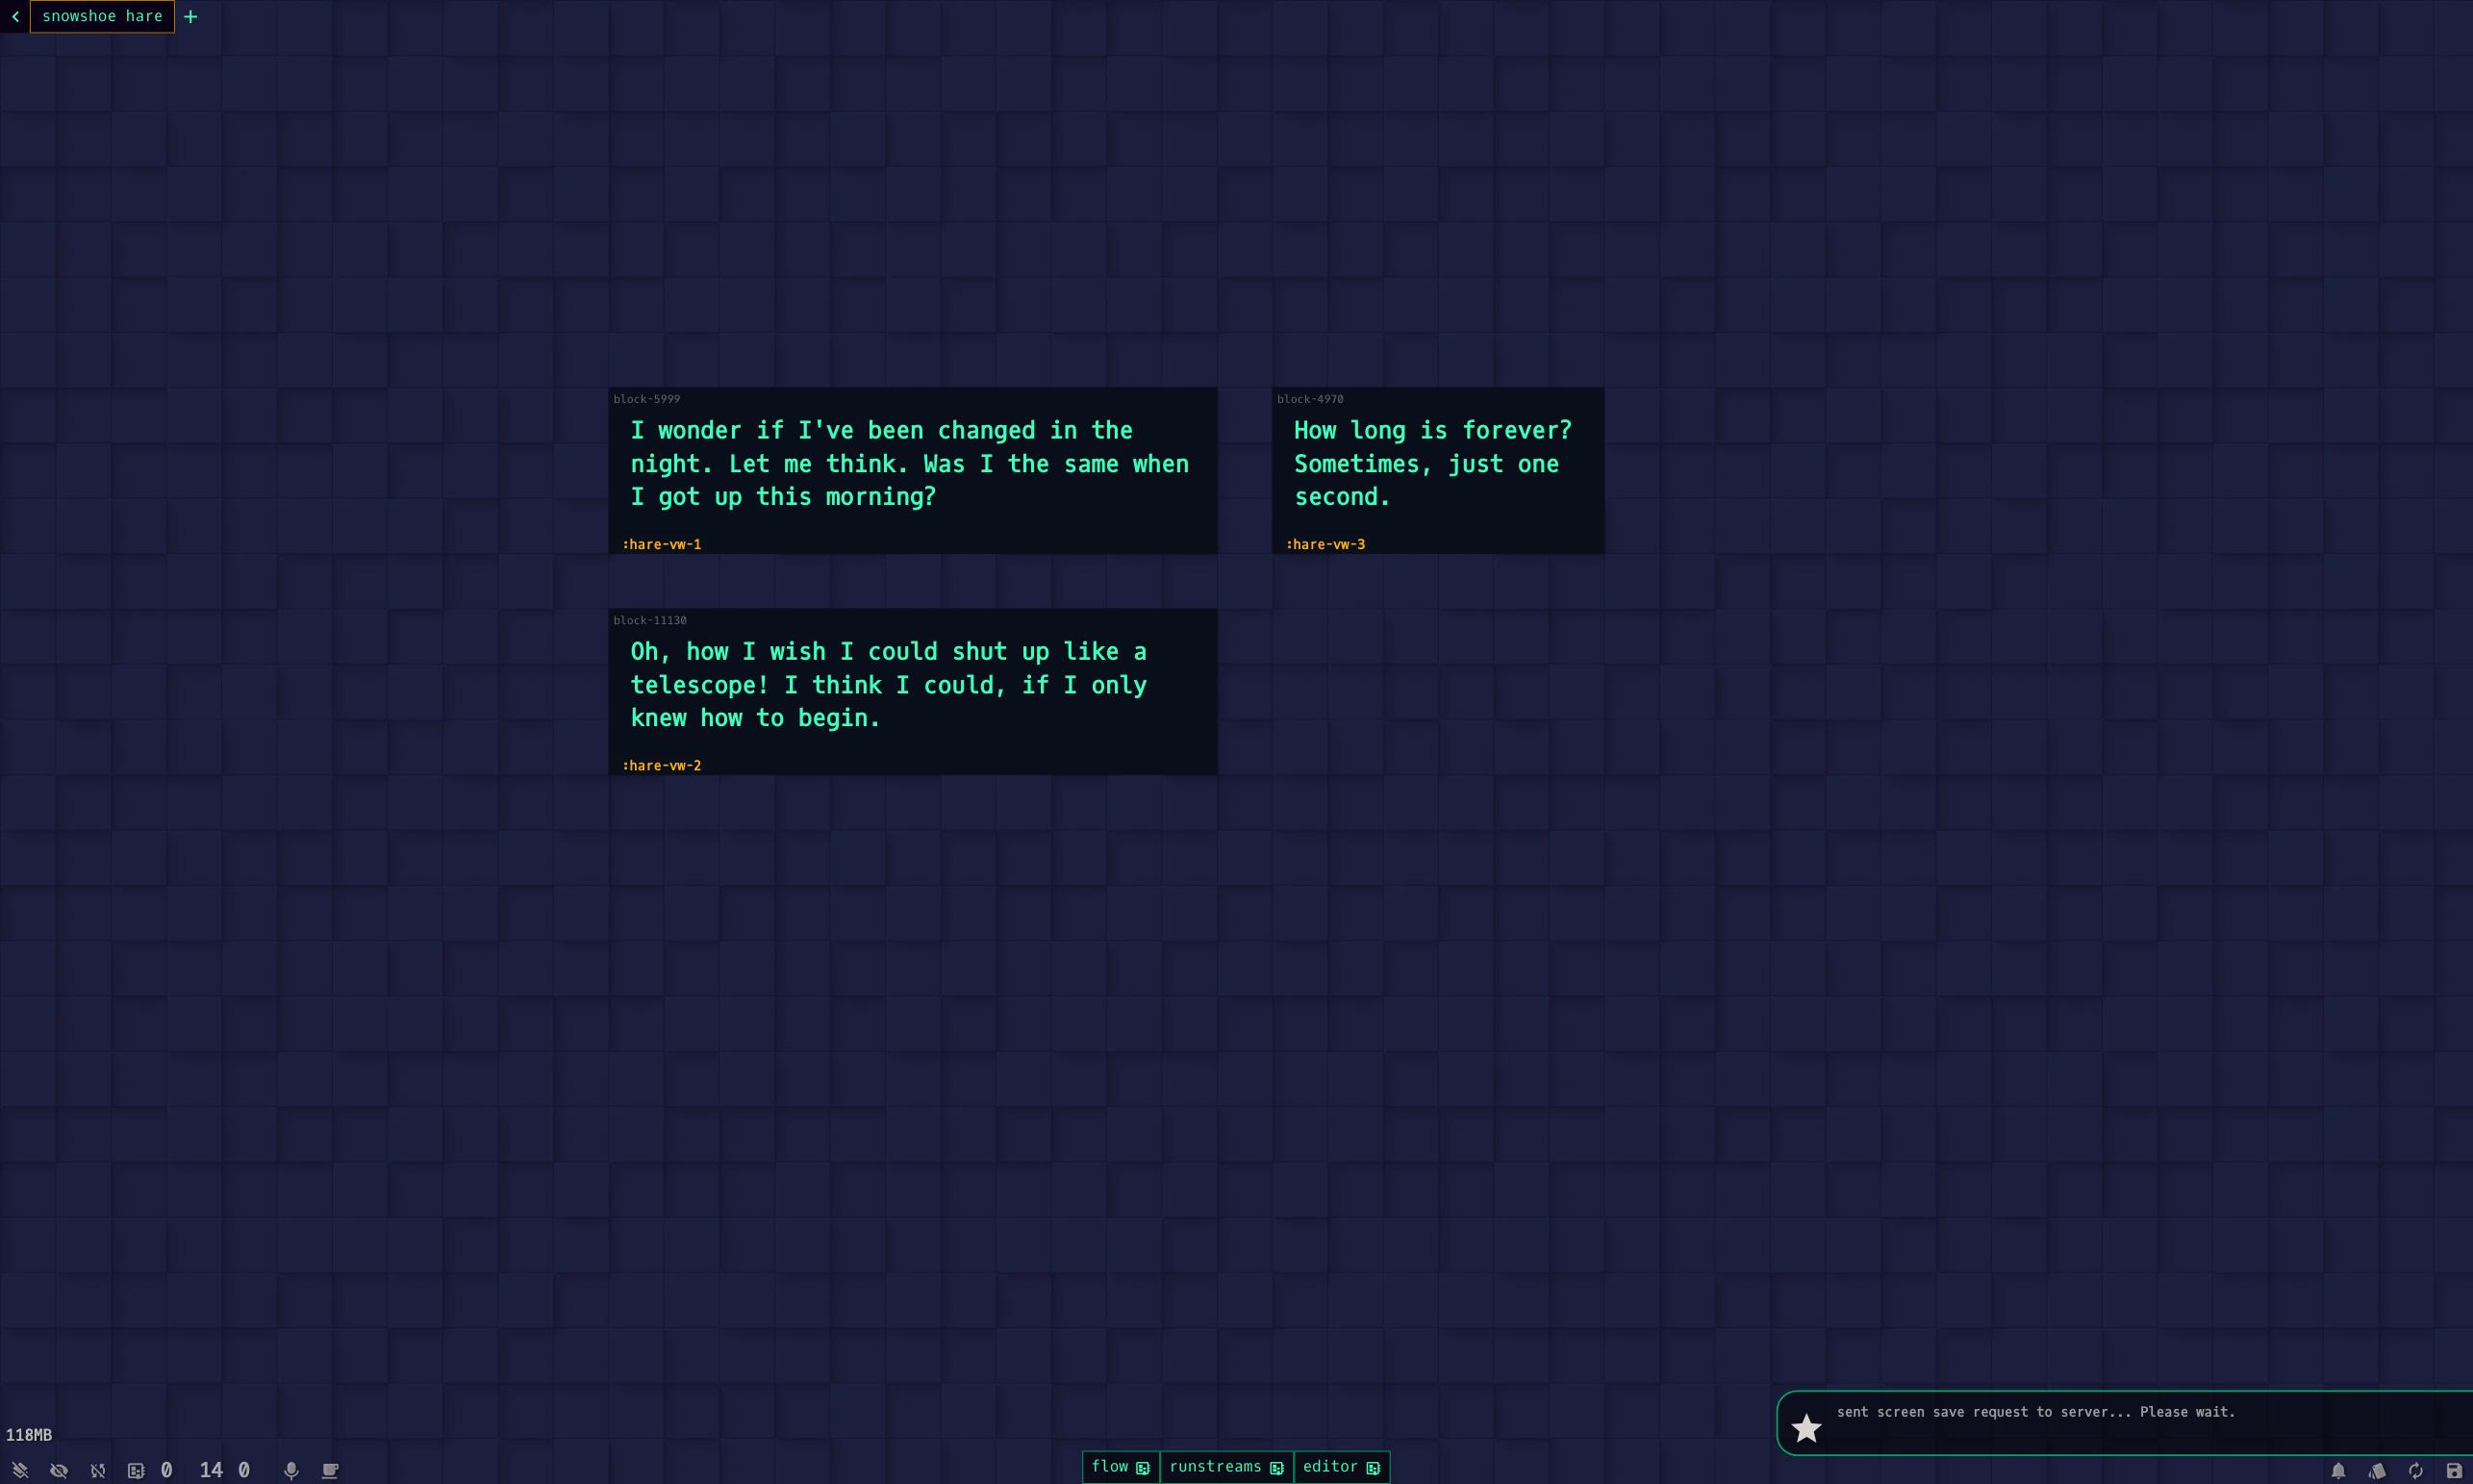 snowshoe hare +
block-5999
I wonder if I've been changed in the
night. Let me think. Was I the same when
I got up this morning?
:hare-vw-1
block-4970
How long is forever?
Sometimes, just one
second.
:hare-vw-3
block-11130
Oh, how I wish I could shut up like a
telescope! I think I could, if I only
knew how to begin.
:hare-vw-2
sent screen save request to server... Please wait.
118MB
0 14 0
flow
runstreams
editor